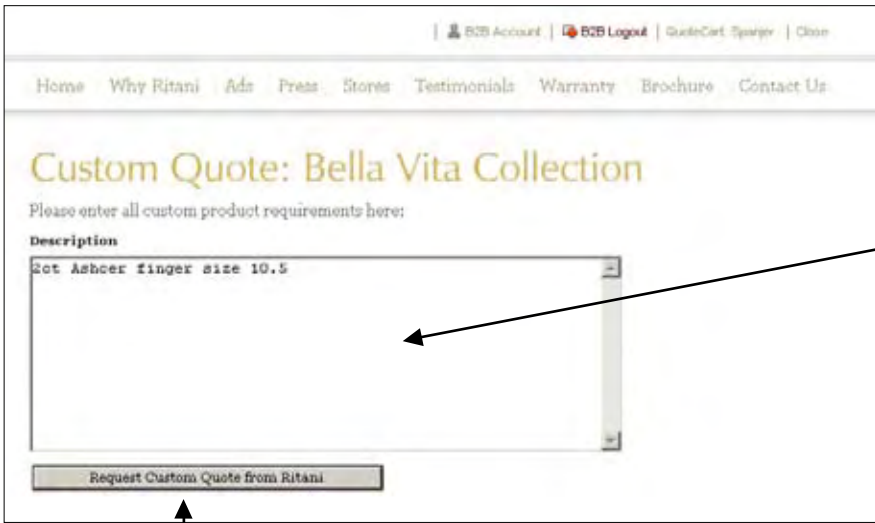 | B2B Account | B2B Logout | QuoteCart Spanjer | Close
Home Why Ritani Ads Press Stores Testimonials Warranty Brochure Contact Us
Custom Quote: Bella Vita Collection
Please enter all custom product requirements here:
Description
2ct Ashcer finger size 10.5
Request Custom Quote from Ritani